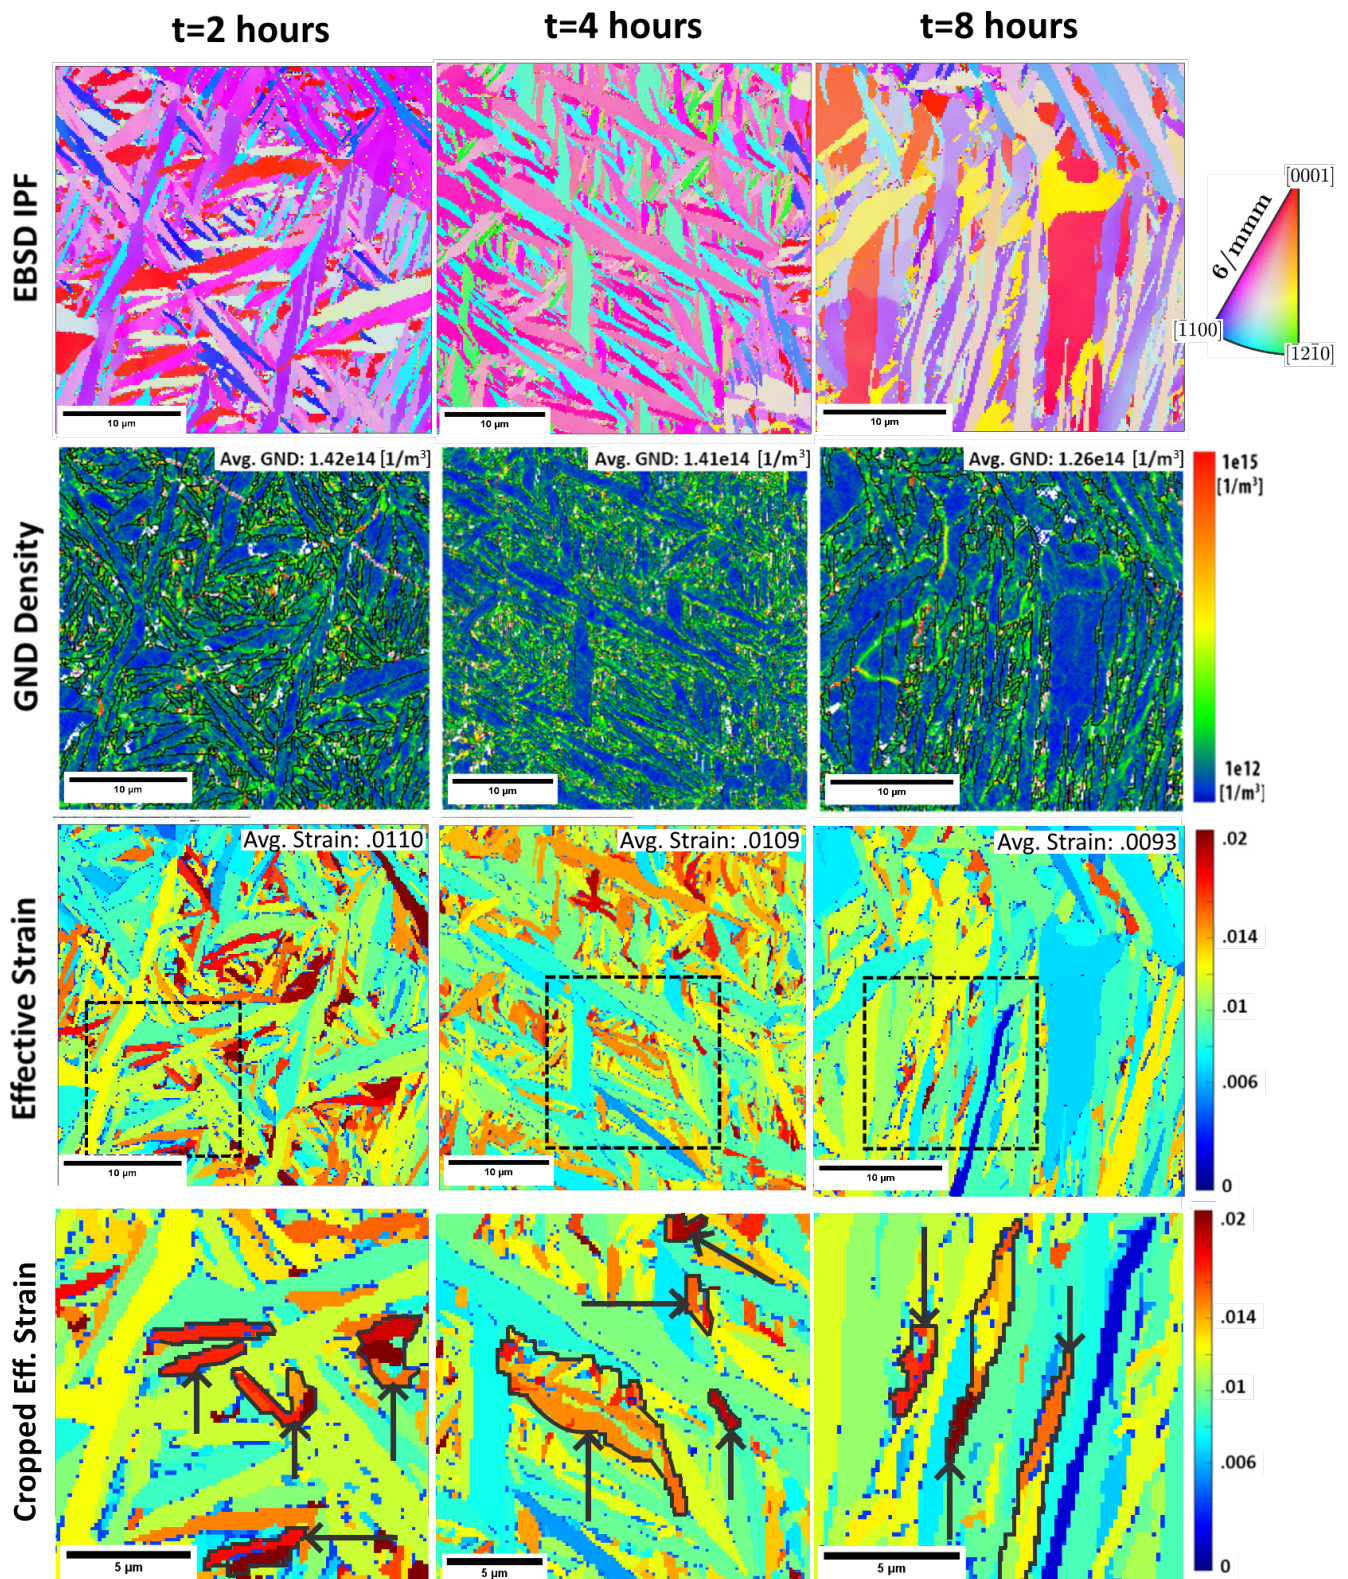 t=2 hours
t=4 hours
t=8 hours
EBSD IPF
10 µm
10 µm
10 µm
6/mmm
[0001]
[1100]
[12̄10]
GND Density
Avg. GND: 1.42e14 [1/m³]
Avg. GND: 1.41e14 [1/m³]
Avg. GND: 1.26e14 [1/m³]
10 µm
10 µm
10 µm
1e15
[1/m³]
1e12
[1/m³]
Effective Strain
Avg. Strain: .0110
Avg. Strain: .0109
Avg. Strain: .0093
10 µm
10 µm
10 µm
.02
.014
.01
.006
0
Cropped Eff. Strain
5 µm
5 µm
5 µm
.02
.014
.01
.006
0